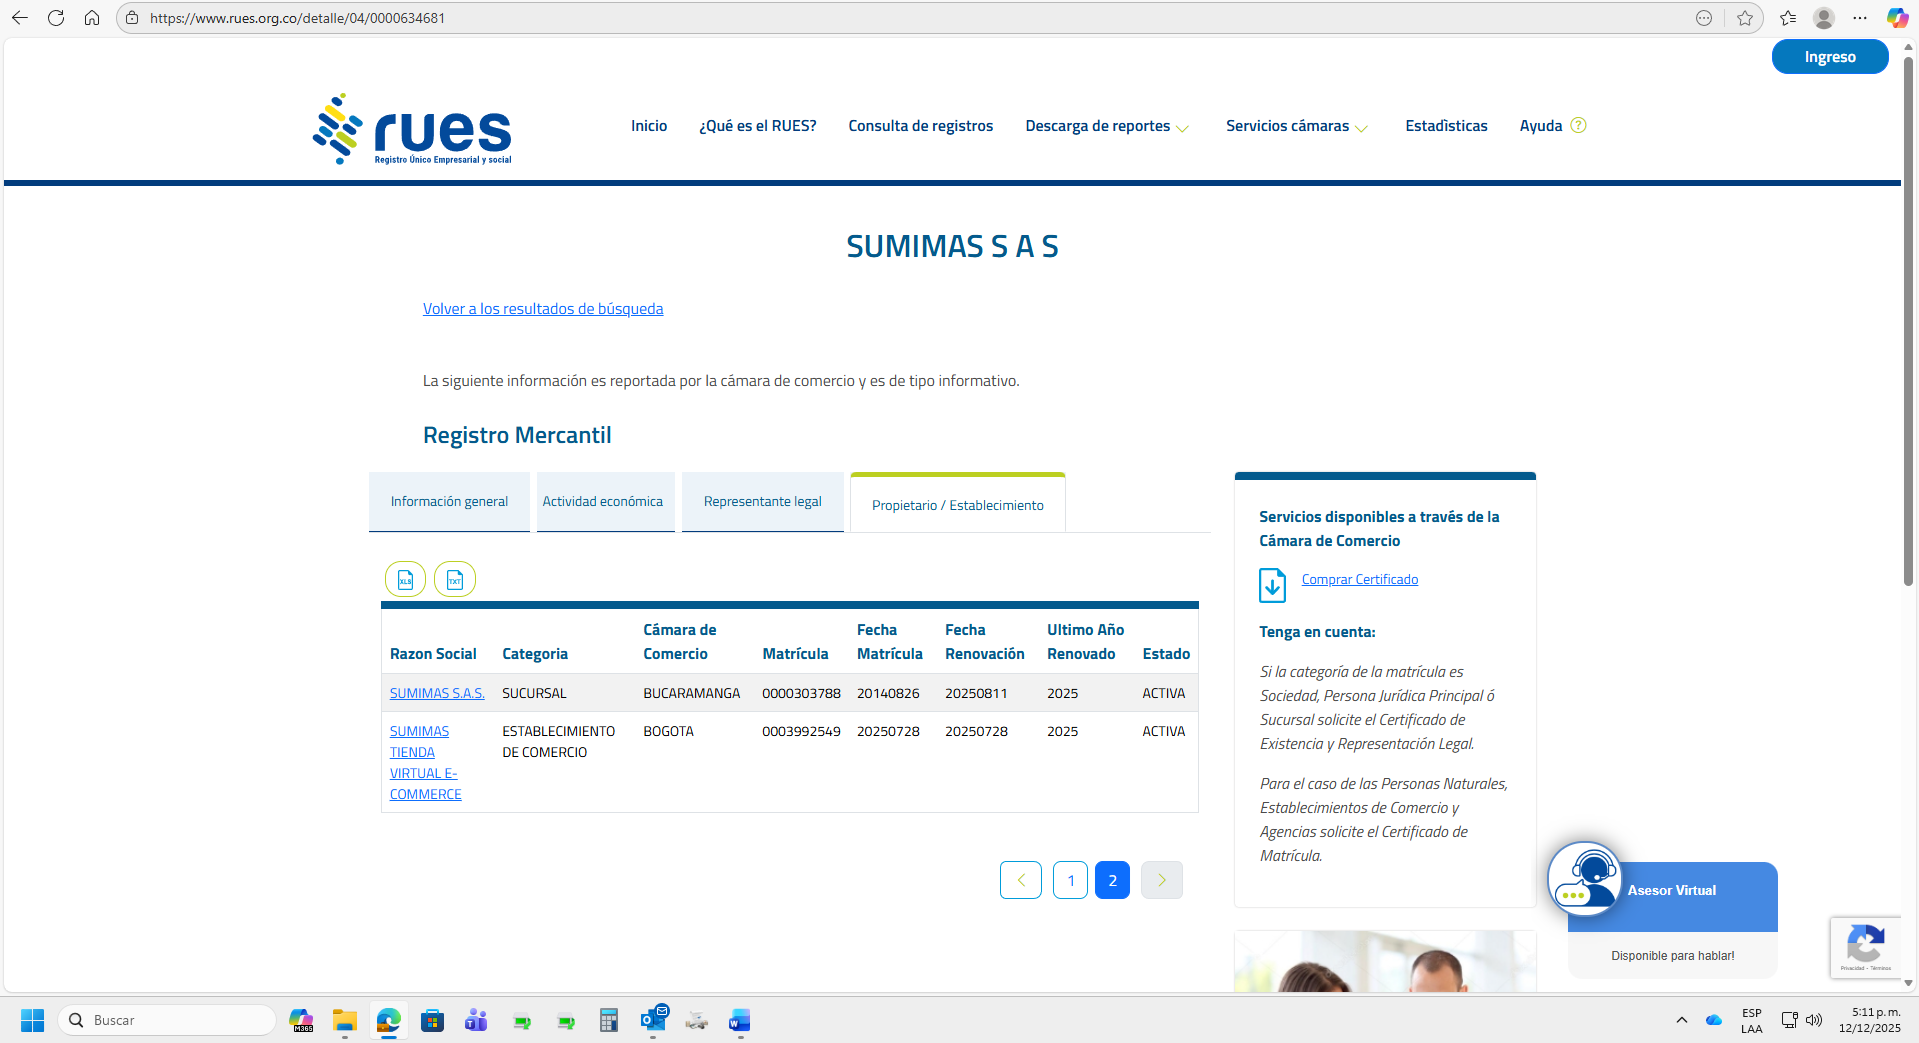 https://www.rues.org.co/detalle/04/0000634681
Ingreso
rues
Registro Único Empresarial y social
Inicio
¿Qué es el RUES?
Consulta de registros
Descarga de reportes
Servicios cámaras
Estadìsticas
Ayuda ?
SUMIMAS S A S
Volver a los resultados de búsqueda
La siguiente información es reportada por la cámara de comercio y es de tipo informativo.
Registro Mercantil
Información general
Actividad económica
Representante legal
Propietario / Establecimiento
XLS
TXT
Razon Social Categoria Cámara de Comercio Matrícula Fecha Matrícula Fecha Renovación Ultimo Año Renovado Estado
SUMIMAS S.A.S. SUCURSAL BUCARAMANGA 0000303788 20140826 20250811 2025 ACTIVA
SUMIMAS ESTABLECIMIENTO BOGOTA 0003992549 20250728 20250728 2025 ACTIVA
TIENDA DE COMERCIO
VIRTUAL E-
COMMERCE
1
2
Servicios disponibles a través de la
Cámara de Comercio
Comprar Certificado
Tenga en cuenta:
Si la categoría de la matrícula es
Sociedad, Persona Jurídica Principal ó
Sucursal solicite el Certificado de
Existencia y Representación Legal.
Para el caso de las Personas Naturales,
Establecimientos de Comercio y
Agencias solicite el Certificado de
Matrícula.
Asesor Virtual
Disponible para hablar!
Privacidad - Términos
Buscar
M365
ESP
LAA
5:11 p. m.
12/12/2025